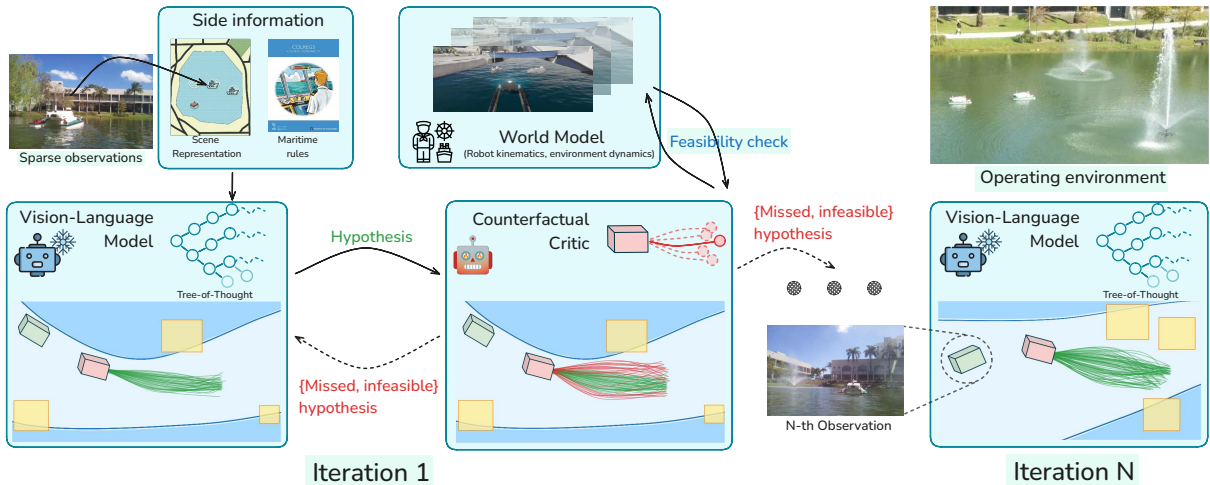 Side information
Sparse observations
Scene
Representation
COLREGS
Maritime
rules
World Model
(Robot kinematics, environment dynamics)
Feasibility check
Operating environment
Vision-Language
Model
Tree-of-Thought
Hypothesis
{Missed, infeasible}
hypothesis
Counterfactual
Critic
{Missed, infeasible}
hypothesis
N-th Observation
Vision-Language
Model
Tree-of-Thought
Iteration 1
Iteration N